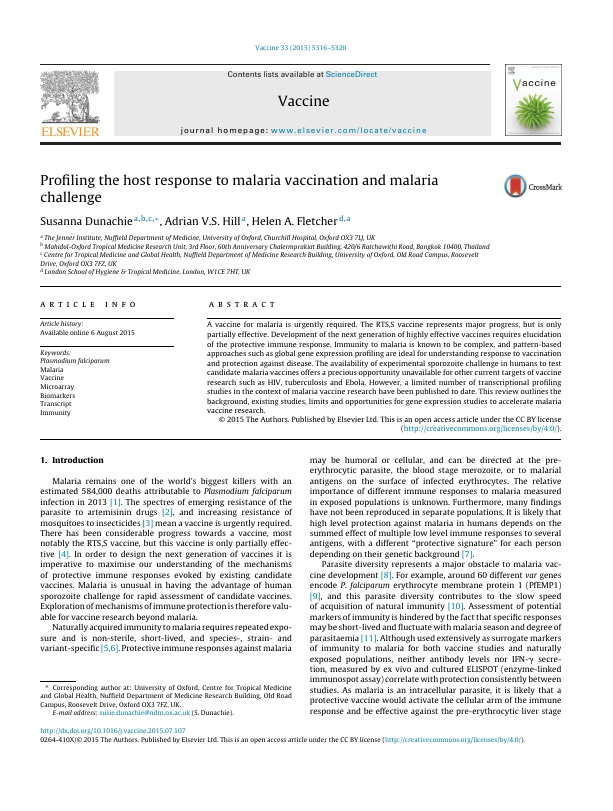 Vaccine 33 (2015) 5316–5320
Contents lists available at ScienceDirect
Vaccine
journal homepage: www.elsevier.com/locate/vaccine
ELSEVIER
Vaccine
Profiling the host response to malaria vaccination and malaria
challenge
CrossMark
Susanna Dunachie a,b,c,∗, Adrian V.S. Hill a, Helen A. Fletcher d,a
a The Jenner Institute, Nuffield Department of Medicine, University of Oxford, Churchill Hospital, Oxford OX3 7LJ, UK
b Mahidol-Oxford Tropical Medicine Research Unit, 3rd Floor, 60th Anniversary Chalermprakiat Building, 420/6 Ratchawithi Road, Bangkok 10400, Thailand
c Centre for Tropical Medicine and Global Health, Nuffield Department of Medicine Research Building, University of Oxford, Old Road Campus, Roosevelt
Drive, Oxford OX3 7FZ, UK
d London School of Hygiene & Tropical Medicine, London, W1CE 7HT, UK
ARTICLE INFO
Article history:
Available online 6 August 2015
Keywords:
Plasmodium falciparum
Malaria
Vaccine
Microarray
Biomarkers
Transcript
Immunity
ABSTRACT
A vaccine for malaria is urgently required. The RTS,S vaccine represents major progress, but is only
partially effective. Development of the next generation of highly effective vaccines requires elucidation
of the protective immune response. Immunity to malaria is known to be complex, and pattern-based
approaches such as global gene expression profiling are ideal for understanding response to vaccination
and protection against disease. The availability of experimental sporozoite challenge in humans to test
candidate malaria vaccines offers a precious opportunity unavailable for other current targets of vaccine
research such as HIV, tuberculosis and Ebola. However, a limited number of transcriptional profiling
studies in the context of malaria vaccine research have been published to date. This review outlines the
background, existing studies, limits and opportunities for gene expression studies to accelerate malaria
vaccine research.
© 2015 The Authors. Published by Elsevier Ltd. This is an open access article under the CC BY license
(http://creativecommons.org/licenses/by/4.0/).
1. Introduction
Malaria remains one of the world's biggest killers with an
estimated 584,000 deaths attributable to Plasmodium falciparum
infection in 2013 [1]. The spectres of emerging resistance of the
parasite to artemisinin drugs [2], and increasing resistance of
mosquitoes to insecticides [3] mean a vaccine is urgently required.
There has been considerable progress towards a vaccine, most
notably the RTS,S vaccine, but this vaccine is only partially effec-
tive [4]. In order to design the next generation of vaccines it is
imperative to maximise our understanding of the mechanisms
of protective immune responses evoked by existing candidate
vaccines. Malaria is unusual in having the advantage of human
sporozoite challenge for rapid assessment of candidate vaccines.
Exploration of mechanisms of immune protection is therefore valu-
able for vaccine research beyond malaria.
Naturally acquired immunity to malaria requires repeated expo-
sure and is non-sterile, short-lived, and species-, strain- and
variant-specific [5,6]. Protective immune responses against malaria
∗ Corresponding author at: University of Oxford, Centre for Tropical Medicine
and Global Health, Nuffield Department of Medicine Research Building, Old Road
Campus, Roosevelt Drive, Oxford OX3 7FZ, UK.
E-mail address: susie.dunachie@ndm.ox.ac.uk (S. Dunachie).
may be humoral or cellular, and can be directed at the pre-
erythrocytic parasite, the blood stage merozoite, or to malarial
antigens on the surface of infected erythrocytes. The relative
importance of different immune responses to malaria measured
in exposed populations is unknown. Furthermore, many findings
have not been reproduced in separate populations. It is likely that
high level protection against malaria in humans depends on the
summed effect of multiple low level immune responses to several
antigens, with a different “protective signature” for each person
depending on their genetic background [7].
Parasite diversity represents a major obstacle to malaria vac-
cine development [8]. For example, around 60 different var genes
encode P. falciparum erythrocyte membrane protein 1 (PfEMP1)
[9], and this parasite diversity contributes to the slow speed
of acquisition of natural immunity [10]. Assessment of potential
markers of immunity is hindered by the fact that specific responses
may be short-lived and fluctuate with malaria season and degree of
parasitaemia [11]. Although used extensively as surrogate markers
of immunity to malaria for both vaccine studies and naturally
exposed populations, neither antibody levels nor IFN-γ secre-
tion, measured by ex vivo and cultured ELISPOT (enzyme-linked
immunospot assay) correlate with protection consistently between
studies. As malaria is an intracellular parasite, it is likely that a
protective vaccine would activate the cellular arm of the immune
response and be effective against the pre-erythrocytic liver stage
http://dx.doi.org/10.1016/j.vaccine.2015.07.107
0264-410X/© 2015 The Authors. Published by Elsevier Ltd. This is an open access article under the CC BY license (http://creativecommons.org/licenses/by/4.0/).